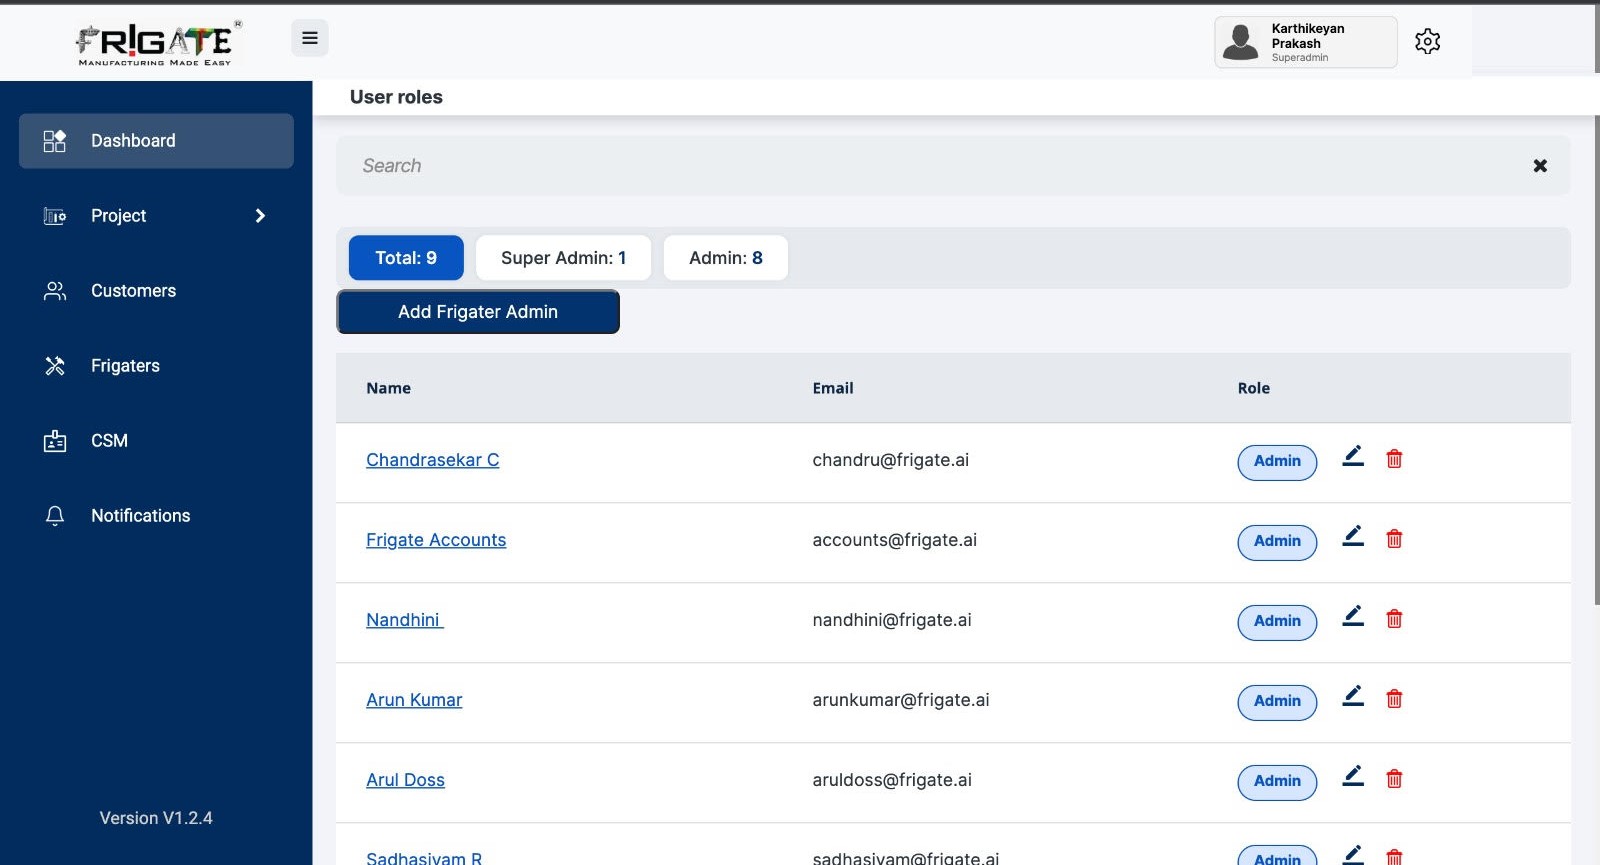 FR!GATE®
MANUFACTURING MADE EASY
Karthikeyan
Prakash
Superadmin
Dashboard
Project
Customers
Frigaters
CSM
Notifications
Version V1.2.4
User roles
Search
Total: 9
Super Admin: 1
Admin: 8
Add Frigater Admin
Name Email Role
Chandrasekar C chandru@frigate.ai Admin
Frigate Accounts accounts@frigate.ai Admin
Nandhini nandhini@frigate.ai Admin
Arun Kumar arunkumar@frigate.ai Admin
Arul Doss aruldoss@frigate.ai Admin
Sadhasivam R sadhasivam@frigate.ai Admin